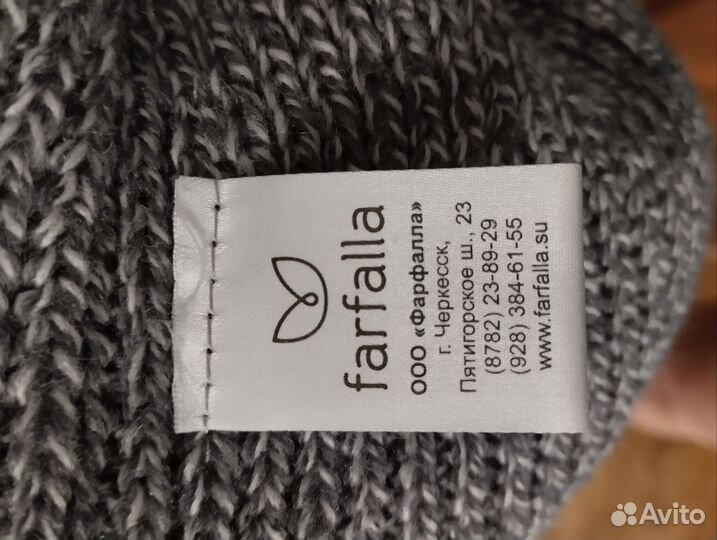 farfalla
ООО «Фарфалла»
г. Черкесск,
Пятигорское ш., 23
(8782) 23-89-29
(928) 384-61-55
www.farfalla.su
Avito